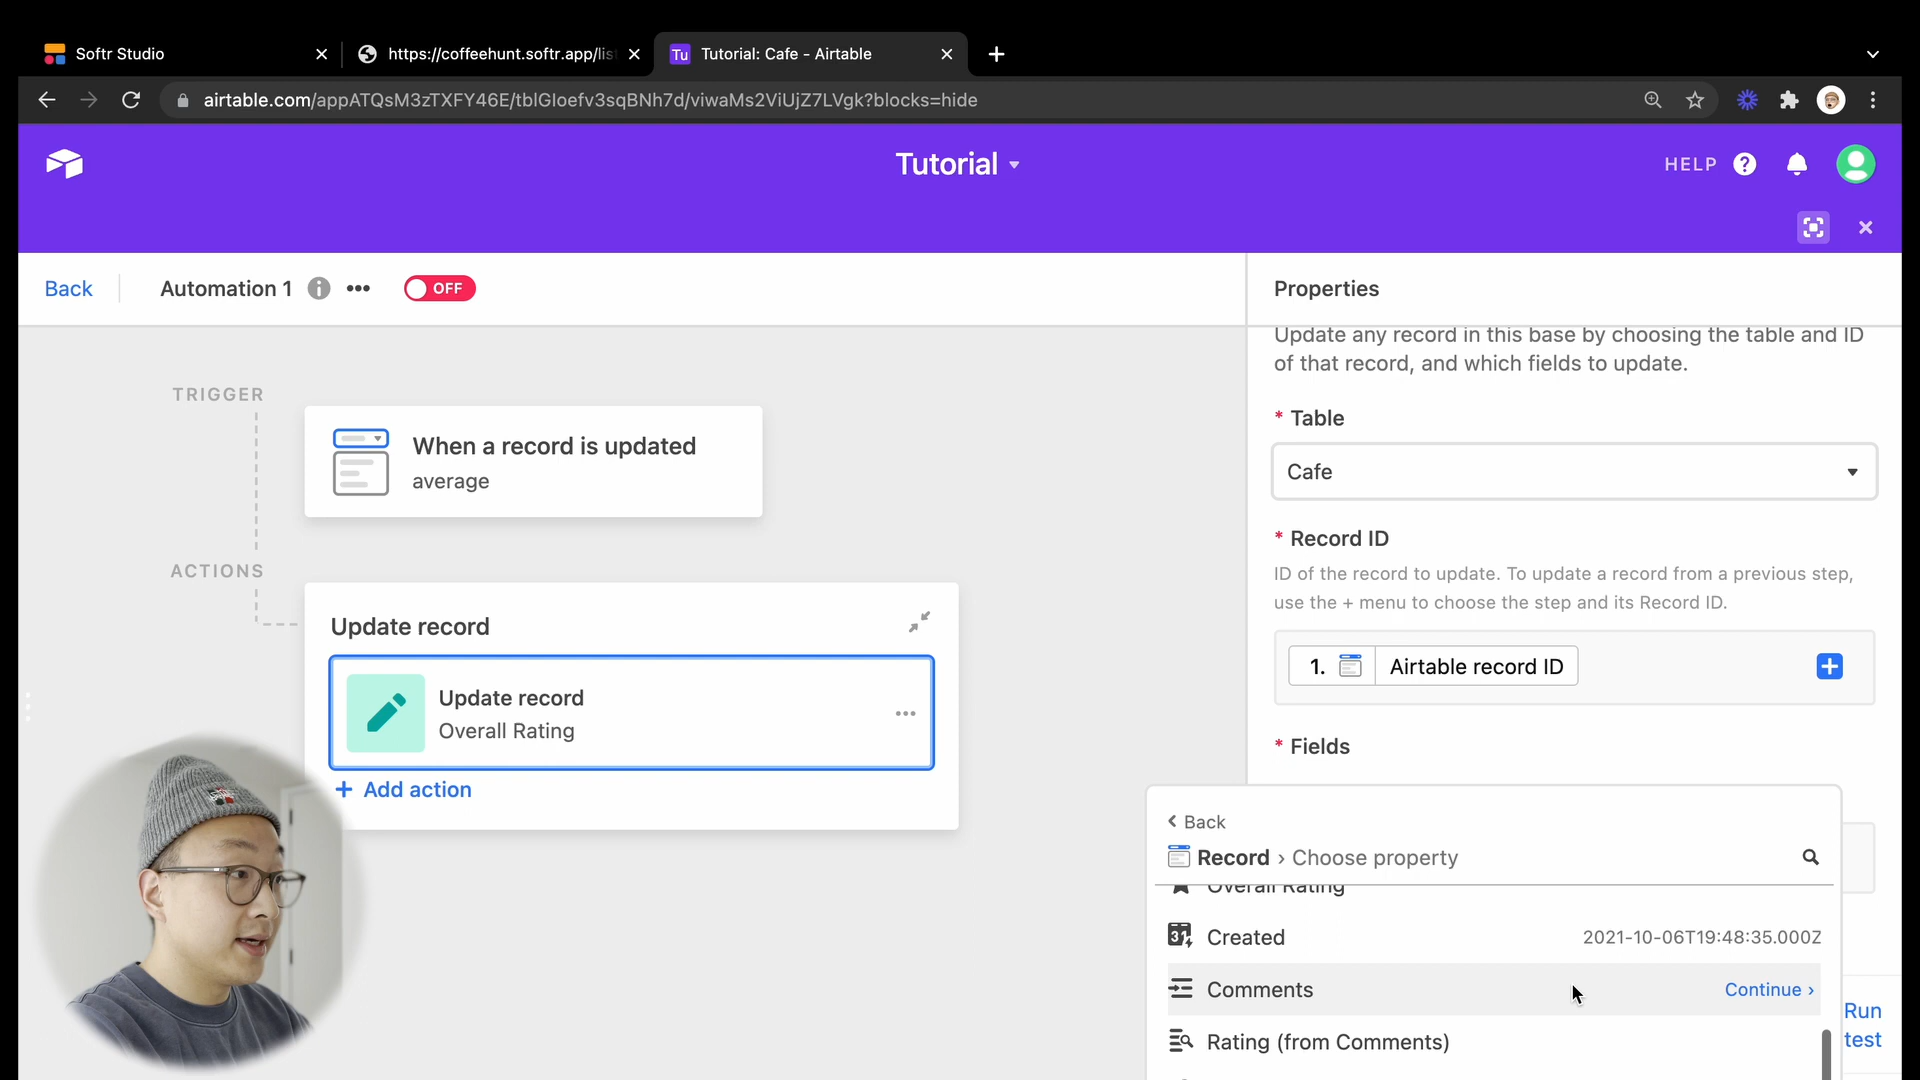 Softr Studio
https://coffeehunt.softr.app/list
Tu Tutorial: Cafe - Airtable
airtable.com/appATQsM3zTXFY46E/tblGloefv3sqBNh7d/viwaMs2ViUjZ7LVgk?blocks=hide
Tutorial
HELP
Back
Automation 1
OFF
Properties
Update any record in this base by choosing the table and ID
of that record, and which fields to update.
TRIGGER
When a record is updated
average
* Table
Cafe
* Record ID
ID of the record to update. To update a record from a previous step,
use the + menu to choose the step and its Record ID.
1. Airtable record ID
ACTIONS
Update record
Update record
Overall Rating
+ Add action
* Fields
Back
Record › Choose property
Overall Rating
31 Created 2021-10-06T19:48:35.000Z
Comments Continue ›
Rating (from Comments)
Run
test